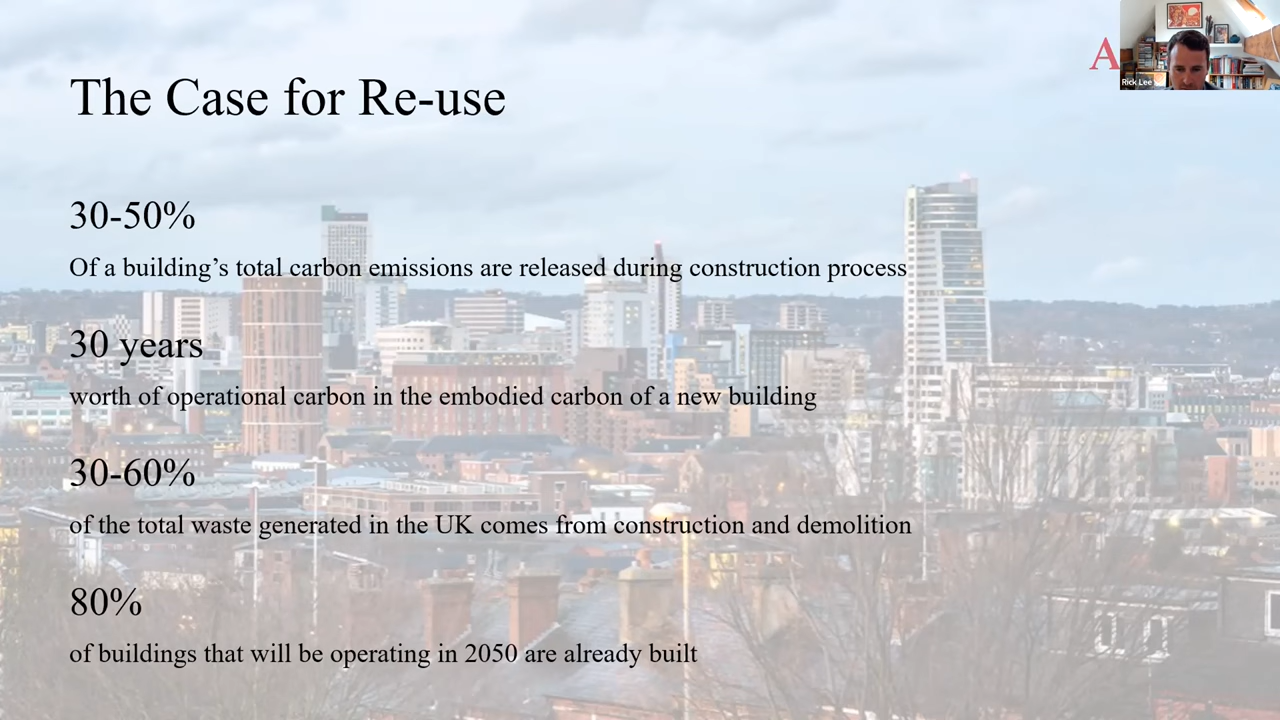 The Case for Re-use
A
Rick Lee
30-50%
Of a building’s total carbon emissions are released during construction process
30 years
worth of operational carbon in the embodied carbon of a new building
30-60%
of the total waste generated in the UK comes from construction and demolition
80%
of buildings that will be operating in 2050 are already built